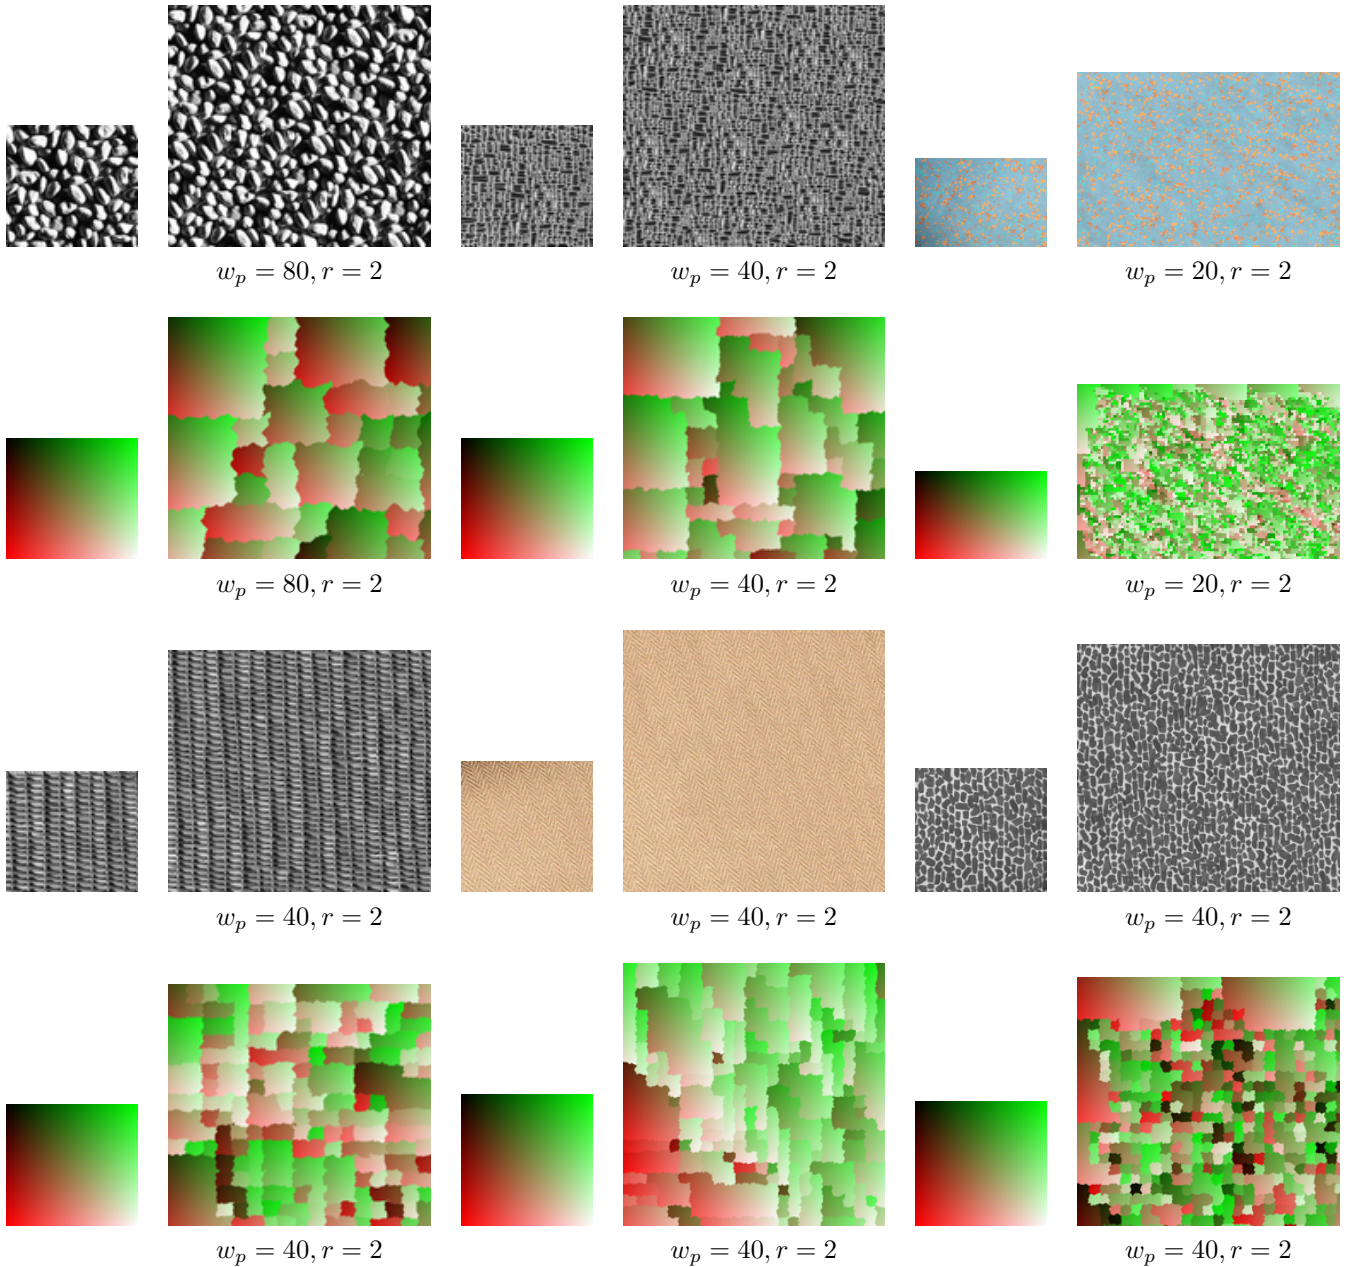 w_p = 80, r = 2
w_p = 40, r = 2
w_p = 20, r = 2
w_p = 80, r = 2
w_p = 40, r = 2
w_p = 20, r = 2
w_p = 40, r = 2
w_p = 40, r = 2
w_p = 40, r = 2
w_p = 40, r = 2
w_p = 40, r = 2
w_p = 40, r = 2